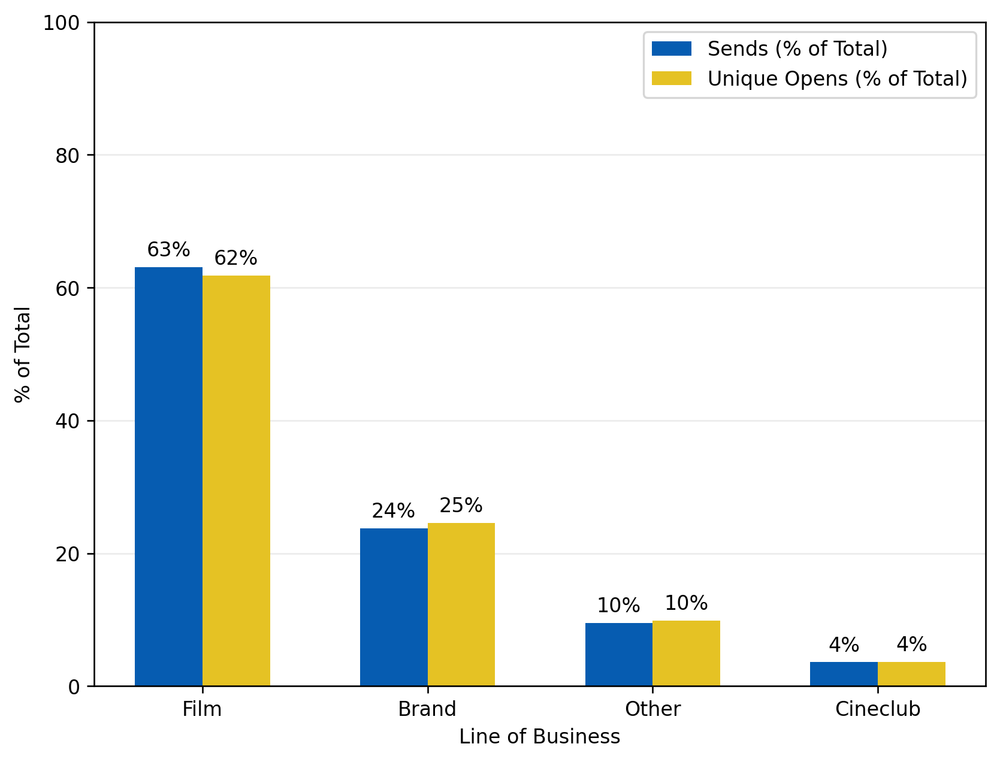 100
80
60
40
20
0
% of Total
Sends (% of Total)
Unique Opens (% of Total)
63%
62%
24%
25%
10%
10%
4%
4%
Film
Brand
Other
Cineclub
Line of Business